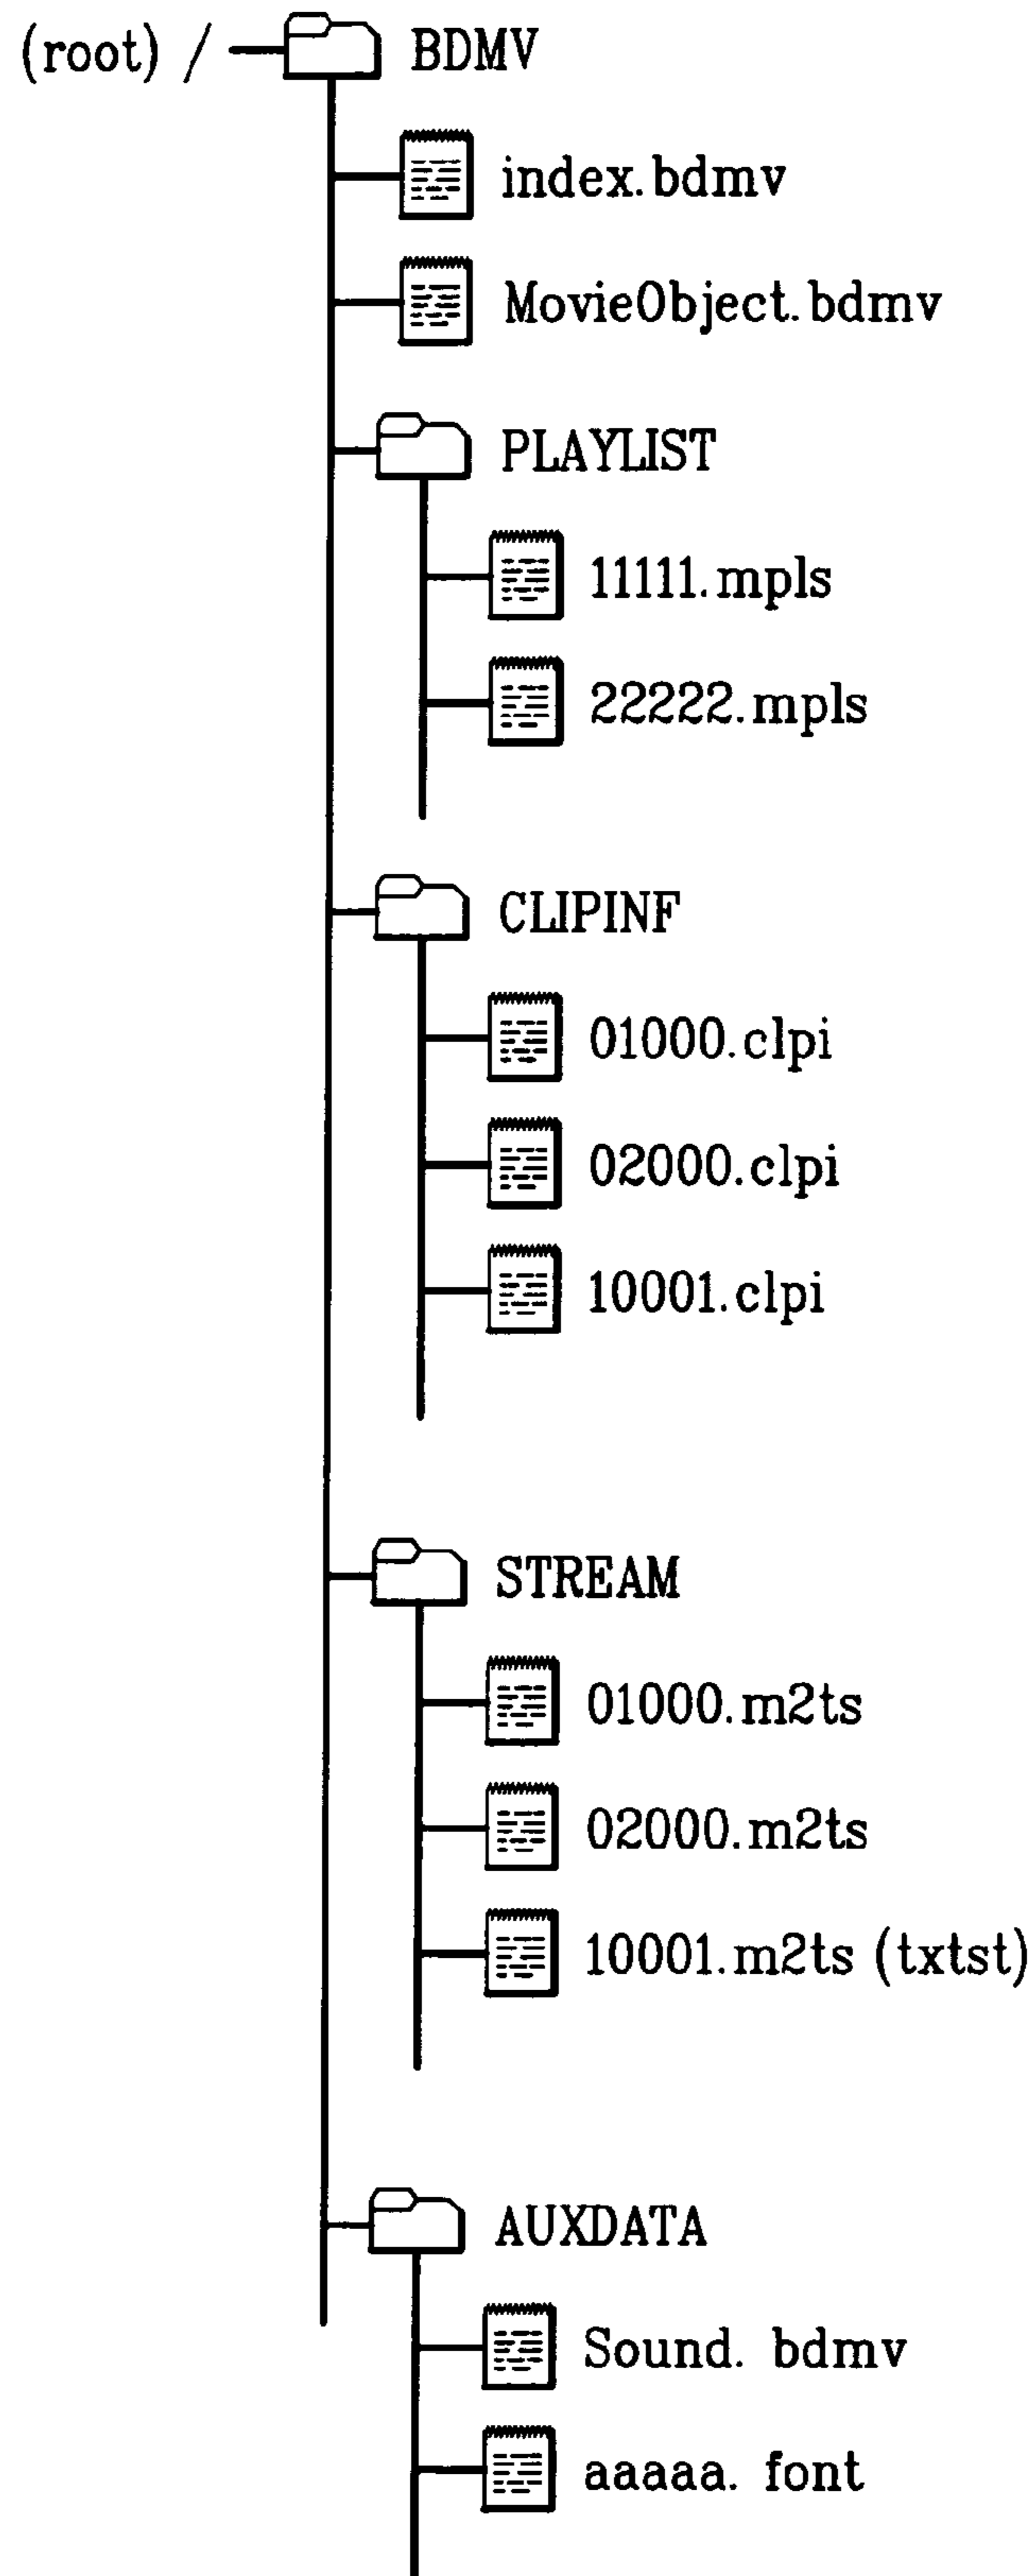 (root) / BDMV
index.bdmv
MovieObject.bdmv
PLAYLIST
11111.mpls
22222.mpls
CLIPINF
01000.clpi
02000.clpi
10001.clpi
STREAM
01000.m2ts
02000.m2ts
10001.m2ts (txtst)
AUXDATA
Sound. bdmv
aaaaa. font